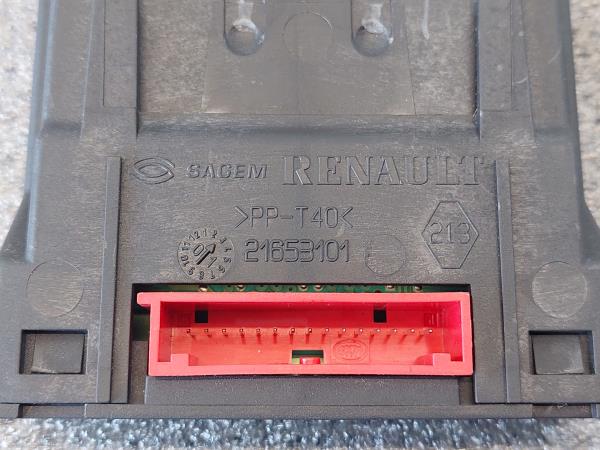 SAGEM RENAULT
>PP-T40<
21653101
213